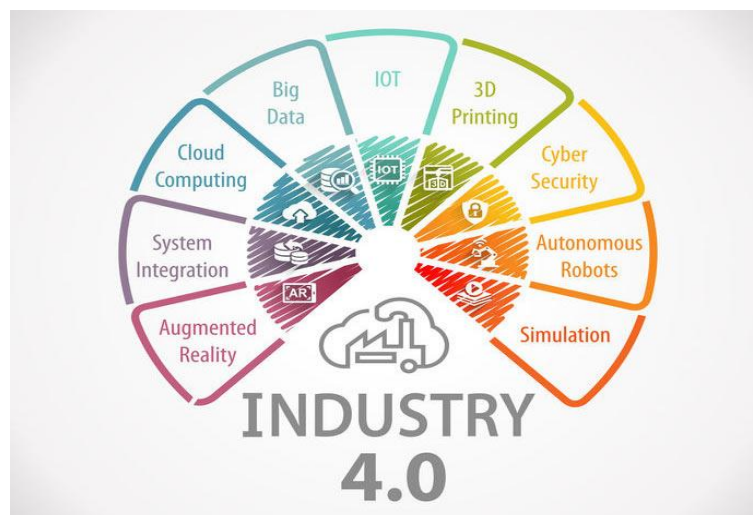 IOT
Big
Data
3D
Printing
Cloud
Computing
Cyber
Security
IOT
3D
System
Integration
Autonomous
Robots
AR
Augmented
Reality
Simulation
INDUSTRY
4.0